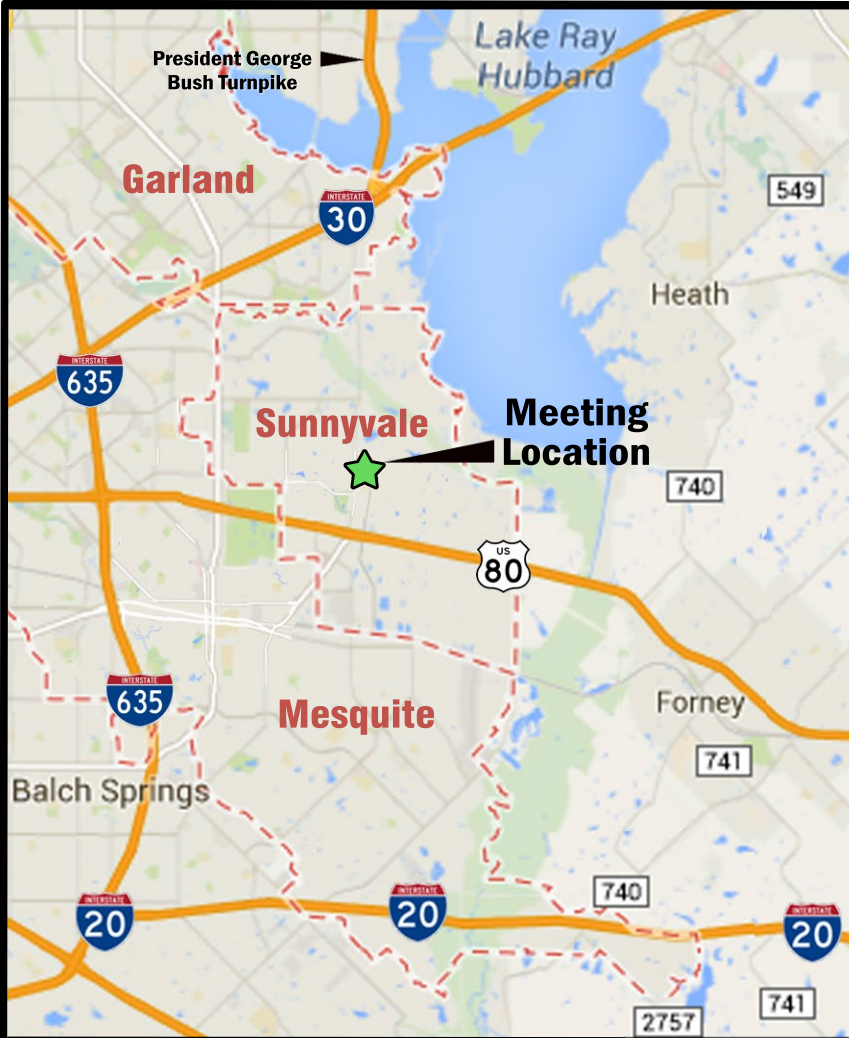 Lake Ray
Hubbard
President George
Bush Turnpike
Garland
INTERSTATE
30
549
Heath
INTERSTATE
635
Sunnyvale
Meeting
Location
740
US
80
INTERSTATE
635
Mesquite
Forney
741
Balch Springs
740
INTERSTATE
20
INTERSTATE
20
INTERSTATE
20
741
2757